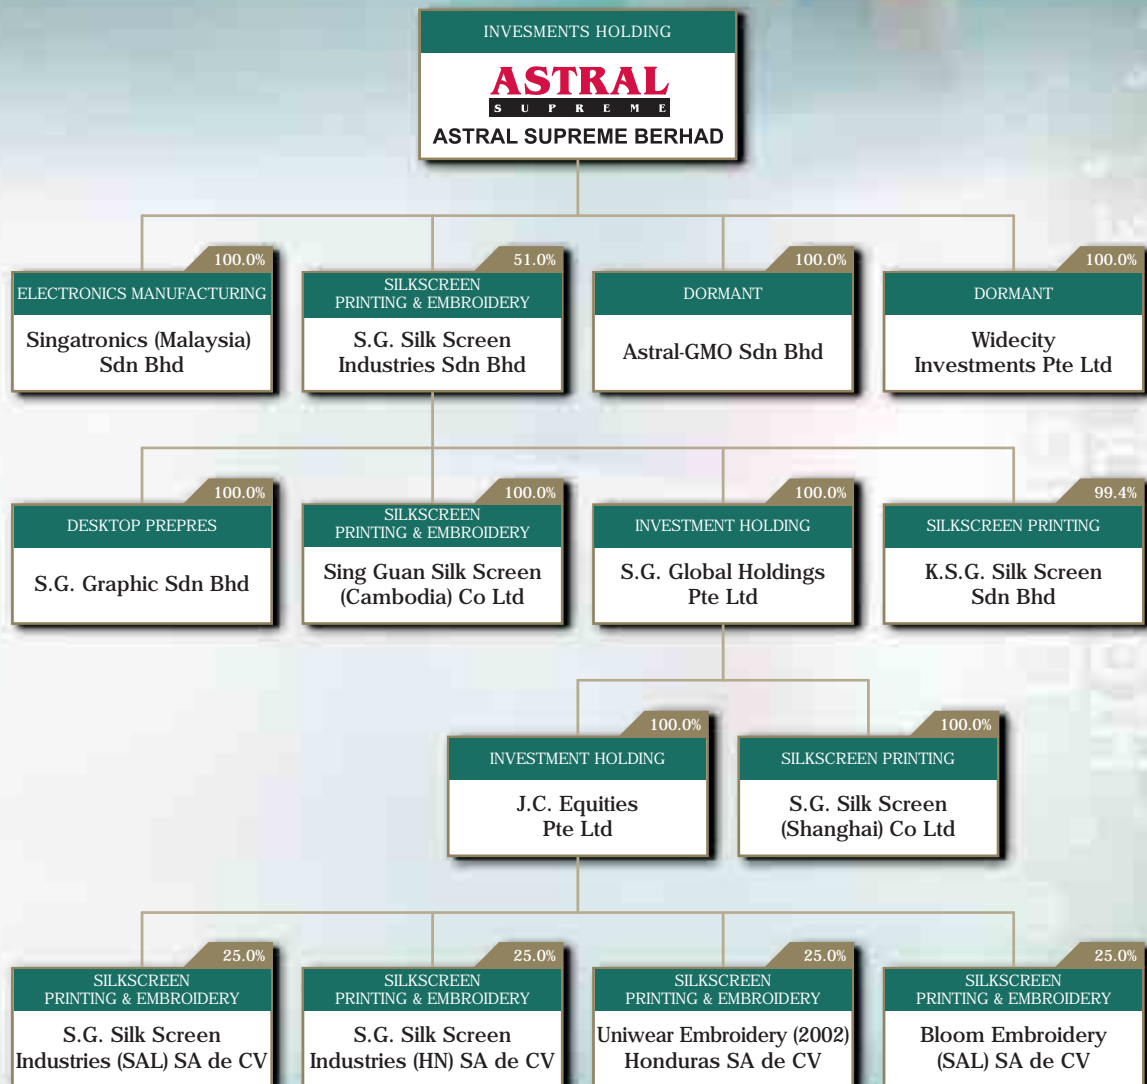 INVESMENTS HOLDING
ASTRAL
SUPREME
ASTRAL SUPREME BERHAD
100.0%
ELECTRONICS MANUFACTURING
Singatronics (Malaysia)
Sdn Bhd
51.0%
SILKSCREEN
PRINTING & EMBROIDERY
S.G. Silk Screen
Industries Sdn Bhd
100.0%
DORMANT
Astral-GMO Sdn Bhd
100.0%
DORMANT
Widecity
Investments Pte Ltd
100.0%
DESKTOP PREPRES
S.G. Graphic Sdn Bhd
100.0%
SILKSCREEN
PRINTING & EMBROIDERY
Sing Guan Silk Screen
(Cambodia) Co Ltd
100.0%
INVESTMENT HOLDING
S.G. Global Holdings
Pte Ltd
99.4%
SILKSCREEN PRINTING
K.S.G. Silk Screen
Sdn Bhd
100.0%
INVESTMENT HOLDING
J.C. Equities
Pte Ltd
100.0%
SILKSCREEN PRINTING
S.G. Silk Screen
(Shanghai) Co Ltd
25.0%
SILKSCREEN
PRINTING & EMBROIDERY
S.G. Silk Screen
Industries (SAL) SA de CV
25.0%
SILKSCREEN
PRINTING & EMBROIDERY
S.G. Silk Screen
Industries (HN) SA de CV
25.0%
SILKSCREEN
PRINTING & EMBROIDERY
Uniwear Embroidery (2002)
Honduras SA de CV
25.0%
SILKSCREEN
PRINTING & EMBROIDERY
Bloom Embroidery
(SAL) SA de CV